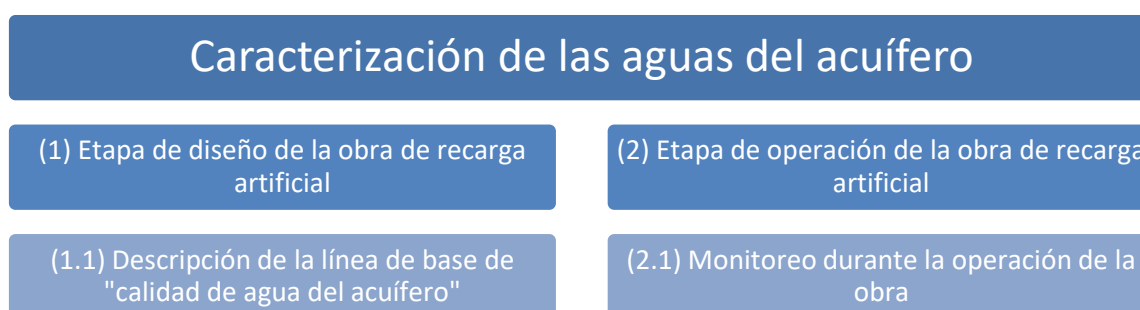 Caracterización de las aguas del acuífero
(1) Etapa de diseño de la obra de recarga
artificial
(2) Etapa de operación de la obra de recarga
artificial
(1.1) Descripción de la línea de base de
"calidad de agua del acuífero"
(2.1) Monitoreo durante la operación de la
obra